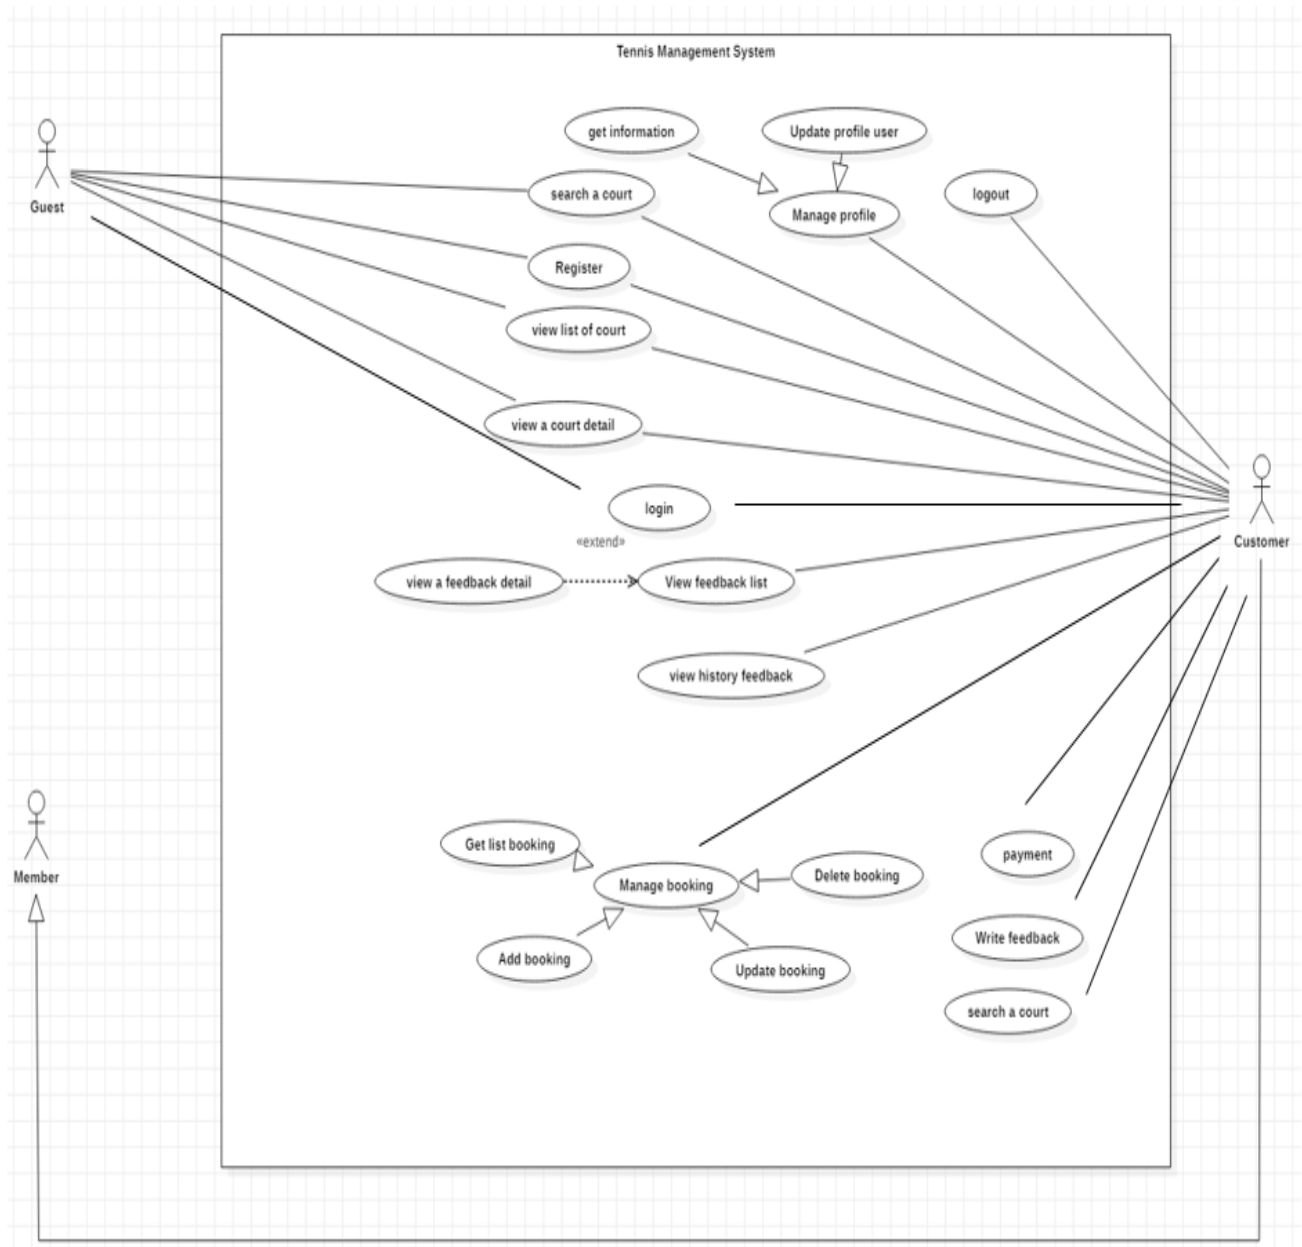 Tennis Management System
get information
Update profile user
search a court
Manage profile
logout
Guest
Register
view list of court
view a court detail
login
Customer
«extend»
view a feedback detail
View feedback list
view history feedback
Get list booking
payment
Member
Manage booking
Delete booking
Write feedback
Add booking
Update booking
search a court